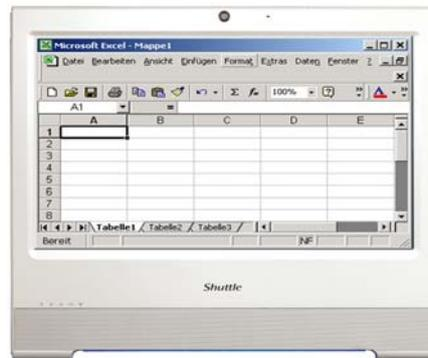 Microsoft Excel - Mappe1
Datei Bearbeiten Ansicht Einfügen Format Extras Daten Fenster ?
100%
A1 =
A B C D E
1
2
3
4
5
6
7
8
Tabelle1 Tabelle2 Tabelle3
Bereit NF
Shuttle